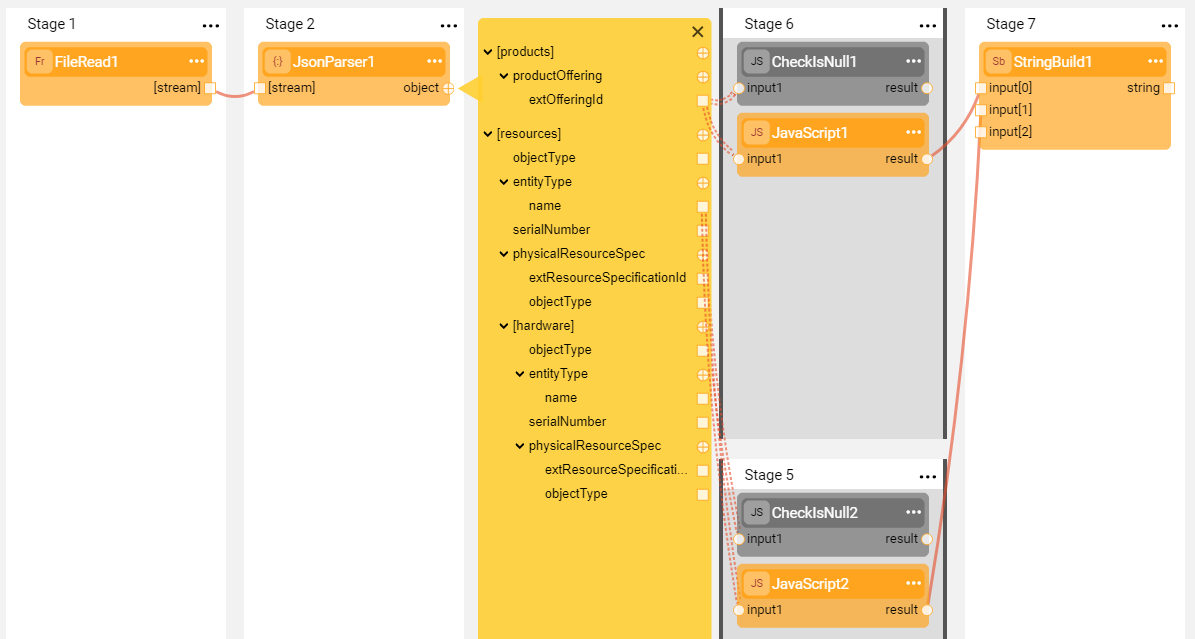 Stage 1
Fr FileRead1
[stream]
Stage 2
{:} JsonParser1
[stream] object
[products]
productOffering
extOfferingId
[resources]
objectType
entityType
name
serialNumber
physicalResourceSpec
extResourceSpecificationId
objectType
[hardware]
objectType
entityType
name
serialNumber
physicalResourceSpec
extResourceSpecificati...
objectType
Stage 6
JS CheckIsNull1
input1 result
JS JavaScript1
input1 result
Stage 5
JS CheckIsNull2
input1 result
JS JavaScript2
input1 result
Stage 7
Sb StringBuild1
input[0] string
input[1]
input[2]